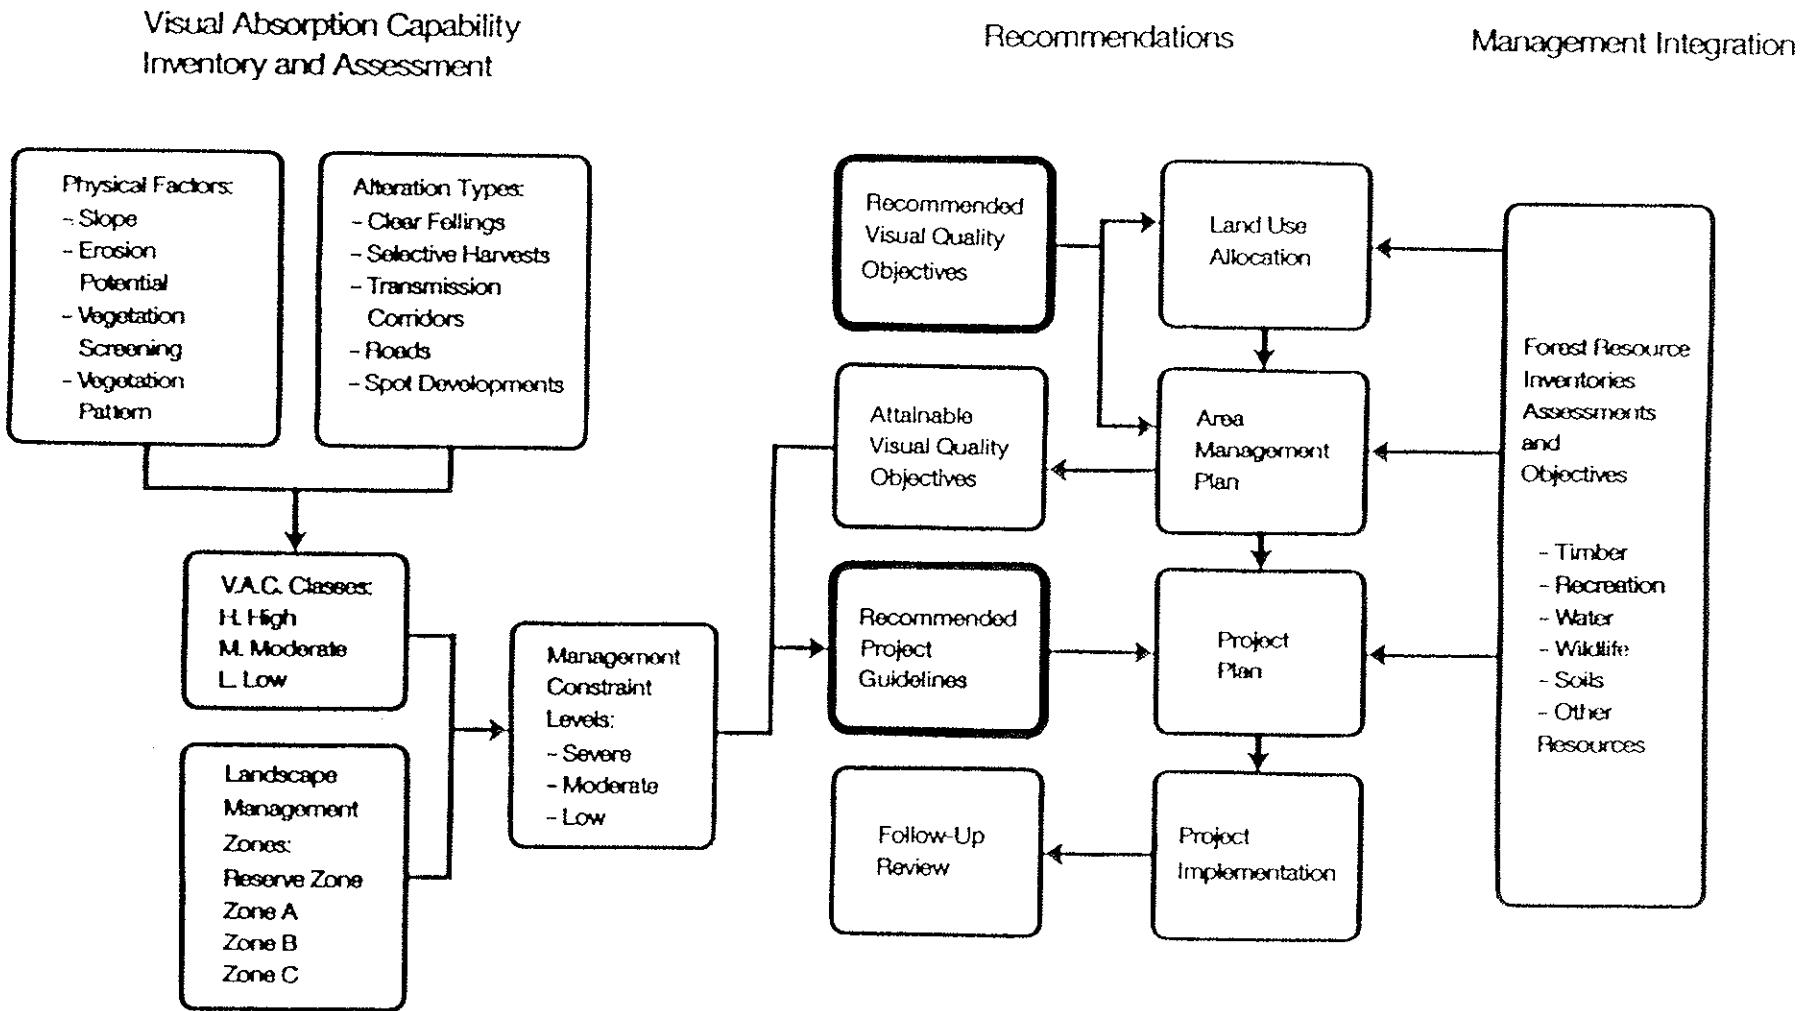 Visual Absorption Capability
Inventory and Assessment
Recommendations
Management Integration
Physical Factors:
- Slope
- Erosion
Potential
- Vegetation
Screening
- Vegetation
Pattern
Alteration Types:
- Clear Fellings
- Selective Harvests
- Transmission
Corridors
- Roads
- Spot Developments
V.A.C. Classes:
H. High
M. Moderate
L. Low
Landscape
Management
Zones:
Reserve Zone
Zone A
Zone B
Zone C
Management
Constraint
Levels:
- Severe
- Moderate
- Low
Recommended
Visual Quality
Objectives
Attainable
Visual Quality
Objectives
Recommended
Project
Guidelines
Follow-Up
Review
Land Use
Allocation
Area
Management
Plan
Project
Plan
Project
Implementation
Forest Resource
Inventories
Assessments
and
Objectives
- Timber
- Recreation
- Water
- Wildlife
- Soils
- Other
Resources